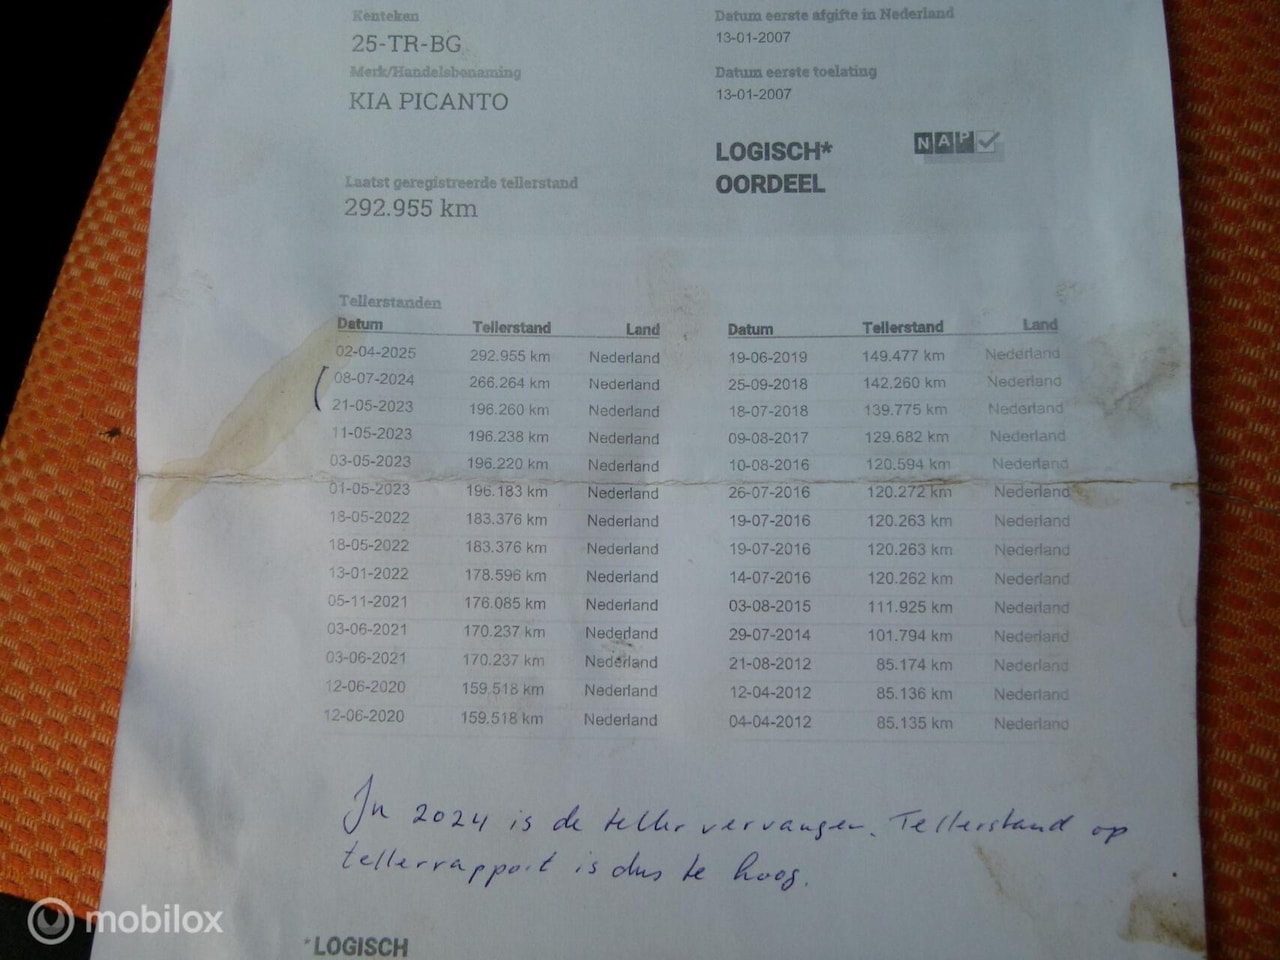 Kenteken
25-TR-BG
Merk/Handelsbenaming
KIA PICANTO
Datum eerste afgifte in Nederland
13-01-2007
Datum eerste toelating
13-01-2007
LOGISCH*
OORDEEL
NAP
Laatst geregistreerde tellerstand
292.955 km
Tellerstanden
Datum Tellerstand Land
02-04-2025 292.955 km Nederland
08-07-2024 266.264 km Nederland
21-05-2023 196.260 km Nederland
11-05-2023 196.238 km Nederland
03-05-2023 196.220 km Nederland
01-05-2023 196.183 km Nederland
18-05-2022 183.376 km Nederland
18-05-2022 183.376 km Nederland
13-01-2022 178.596 km Nederland
05-11-2021 176.085 km Nederland
03-06-2021 170.237 km Nederland
03-06-2021 170.237 km Nederland
12-06-2020 159.518 km Nederland
12-06-2020 159.518 km Nederland
Datum Tellerstand Land
19-06-2019 149.477 km Nederland
25-09-2018 142.260 km Nederland
18-07-2018 139.775 km Nederland
09-08-2017 129.682 km Nederland
10-08-2016 120.594 km Nederland
26-07-2016 120.272 km Nederland
19-07-2016 120.263 km Nederland
19-07-2016 120.263 km Nederland
14-07-2016 120.262 km Nederland
03-08-2015 111.925 km Nederland
29-07-2014 101.794 km Nederland
21-08-2012 85.174 km Nederland
12-04-2012 85.136 km Nederland
04-04-2012 85.135 km Nederland
In 2024 is de teller vervangen. Tellerstand op
tellerrapport is dus te hoog.
*LOGISCH
mobilox